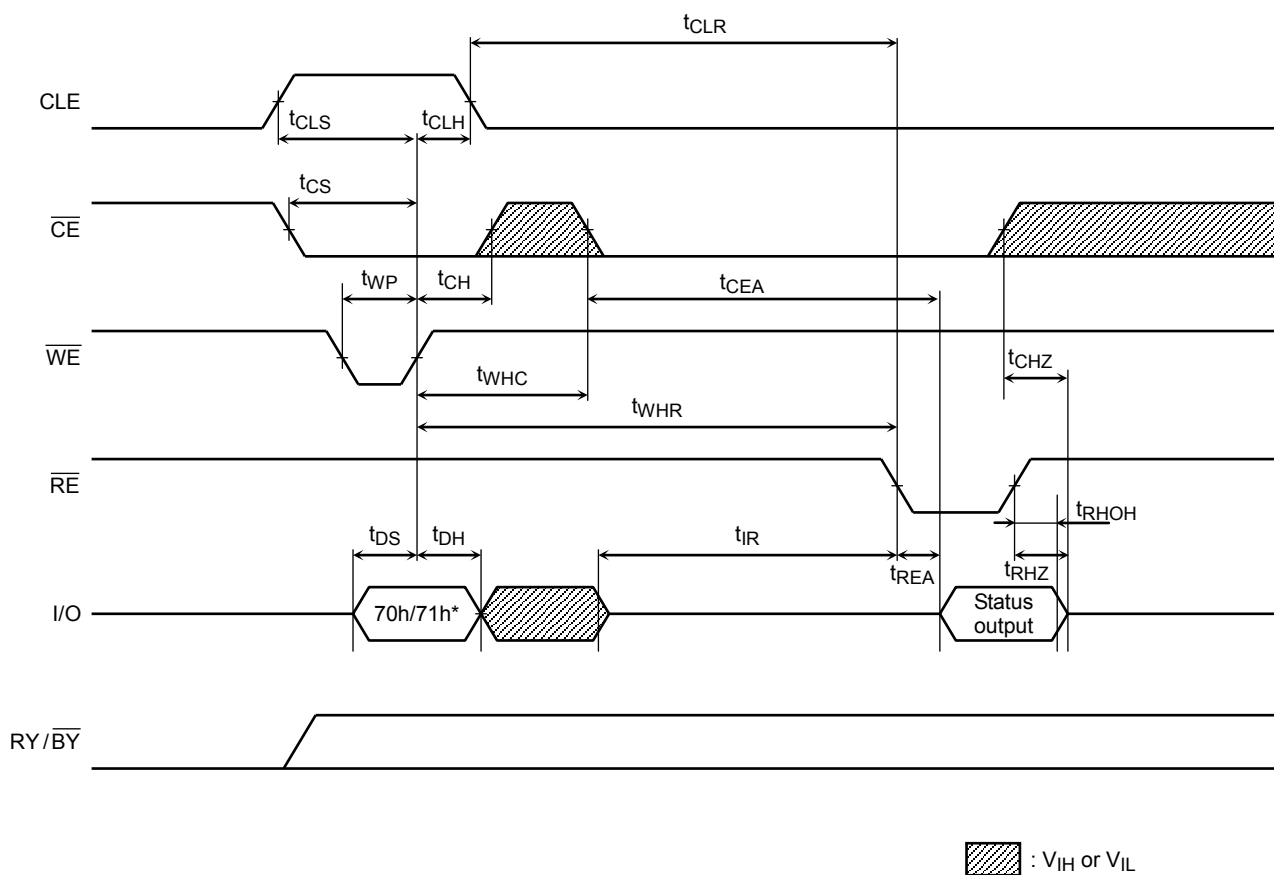 tCLR
CLE
tCLS
tCLH
tCS
CE
tWP
tCH
tCEA
WE
tCHZ
tWHC
tWHR
RE
tRHOH
tDS
tDH
tIR
tREA
tRHZ
I/O
70h/71h*
Status
output
RY/BY
: VIH or VIL